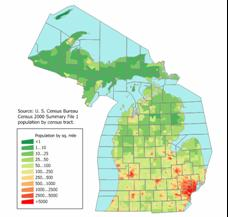 Source: U. S. Census Bureau
Census 2000 Summary File 1
population by census tract.
Population by sq. mile
<1
1...10
10...25
25...50
50...100
100...250
250...500
500...1000
1000...2500
2500...5000
>5000